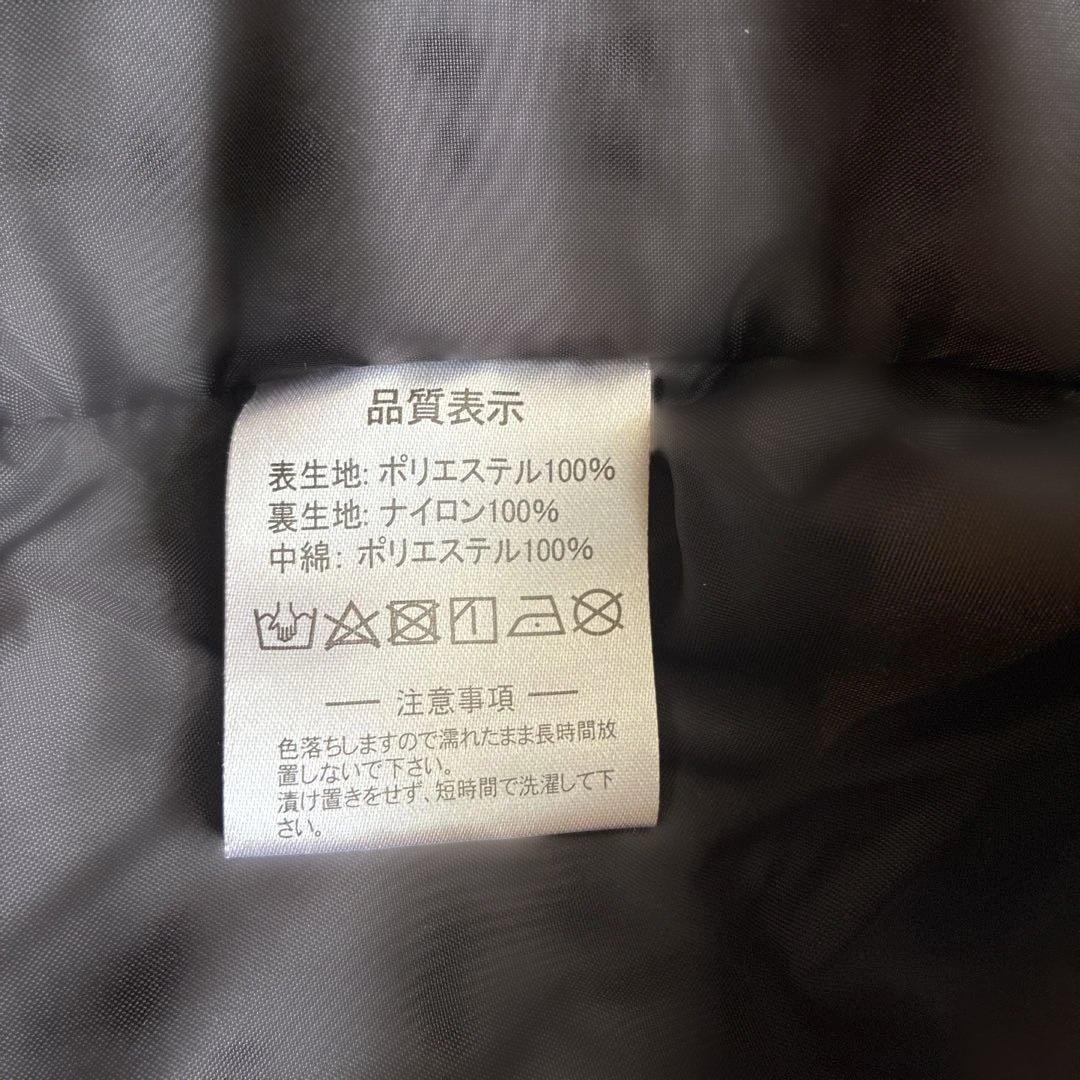 品質表示
表生地: ポリエステル100%
裏生地: ナイロン100%
中綿: ポリエステル100%
注意事項
色落ちしますので濡れたまま長時間放
置しないで下さい。
漬け置きをせず、短時間で洗濯して下
さい。